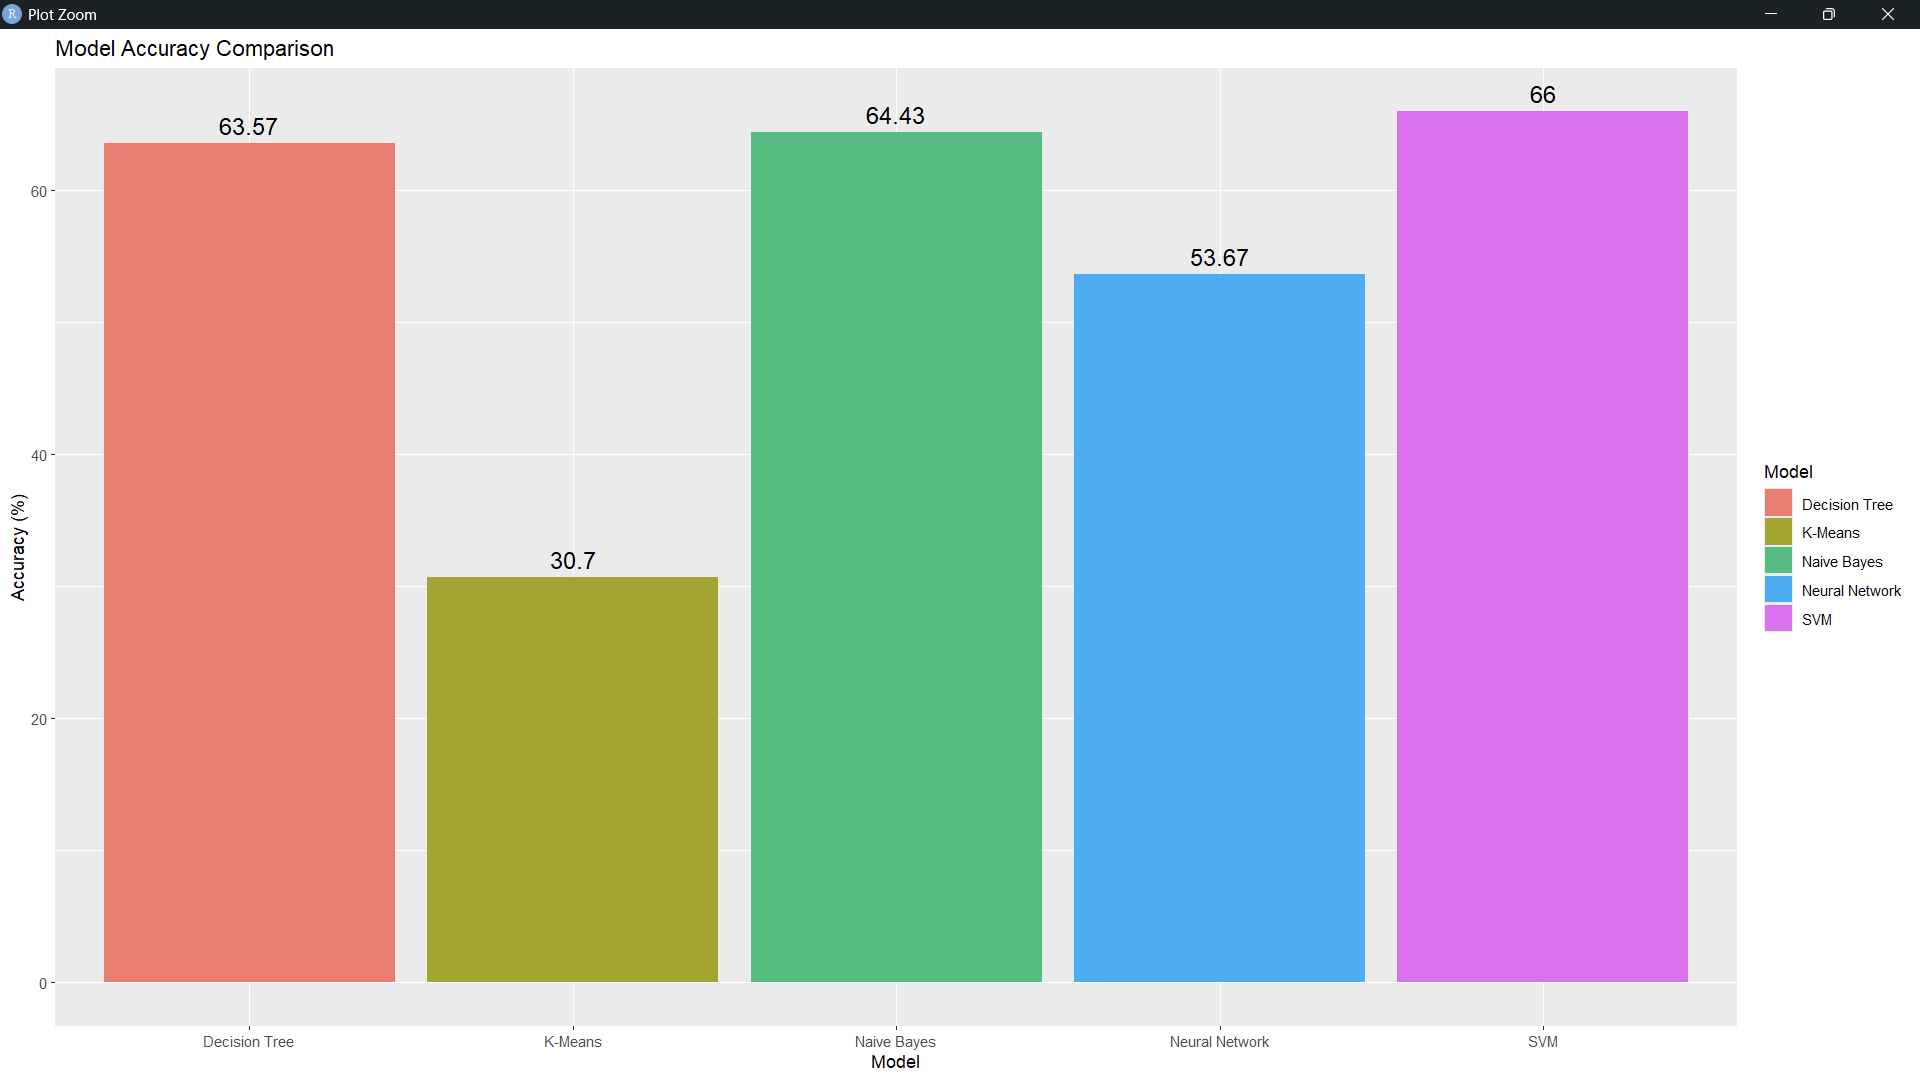 R Plot Zoom
Model Accuracy Comparison
63.57
30.7
64.43
53.67
66
60
40
20
0
Accuracy (%)
Decision Tree
K-Means
Naive Bayes
Neural Network
SVM
Model
Model
Decision Tree
K-Means
Naive Bayes
Neural Network
SVM